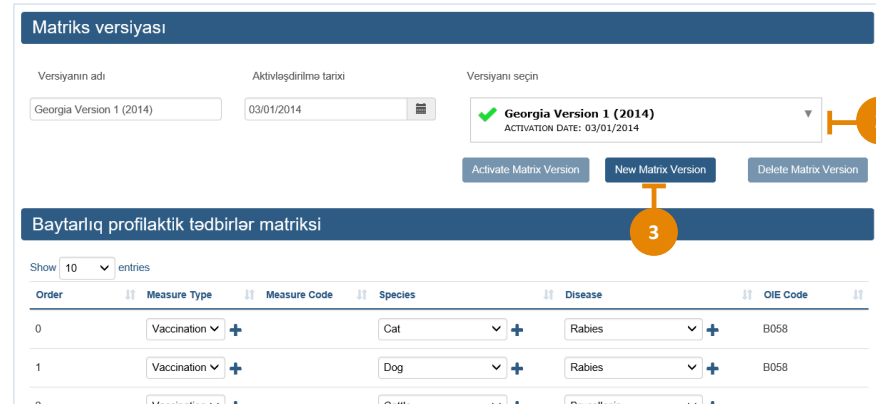 Matriks versiyası
Versiyanın adı Aktivləşdirilmə tarixi Versiyanı seçin
Georgia Version 1 (2014) 03/01/2014 Georgia Version 1 (2014)
ACTIVATION DATE: 03/01/2014
Activate Matrix Version New Matrix Version Delete Matrix Version
3
Baytarlıq profilaktik tədbirlər matriksi
Show 10 entries
Order Measure Type Measure Code Species Disease OIE Code
0 Vaccination Cat Rabies B058
1 Vaccination Dog Rabies B058